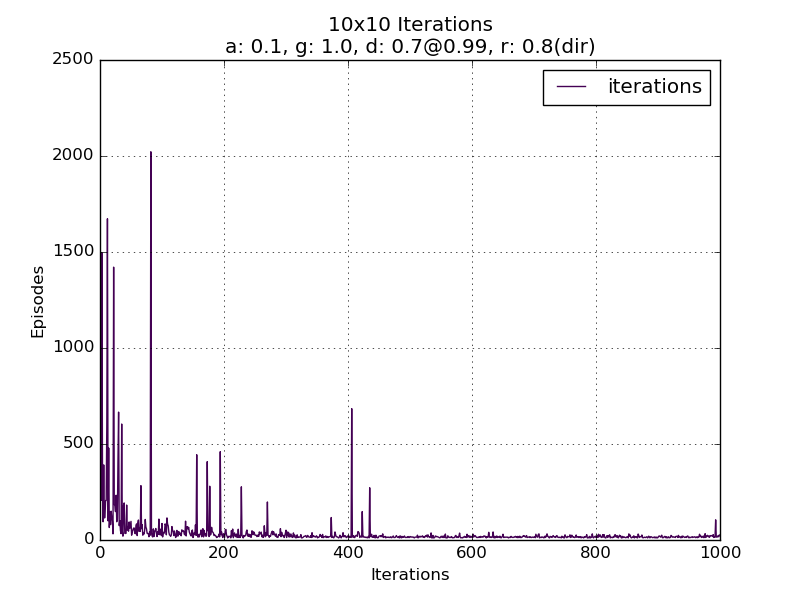 10x10 Iterations
a: 0.1, g: 1.0, d: 0.7@0.99, r: 0.8(dir)
2500
2000
1500
1000
500
0
iterations
Episodes
0
200
400
600
800
1000
Iterations